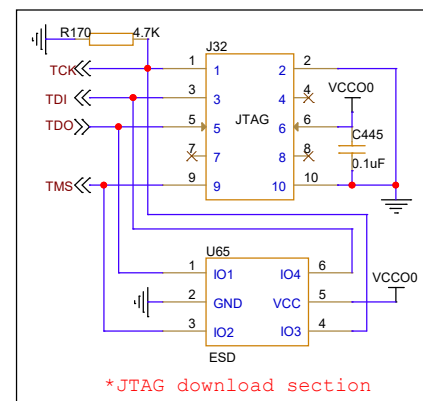 R170 4.7K
J32
TCK 1 1 2 2
VCCO0
TDI 3 3 4 4
TDO 5 5 6 6
JTAG
C445
7 7 8 8
0.1uF
TMS 9 9 10 10
U65
1 IO1 IO4 6
VCCO0
2 GND VCC 5
3 IO2 IO3 4
ESD
*JTAG download section